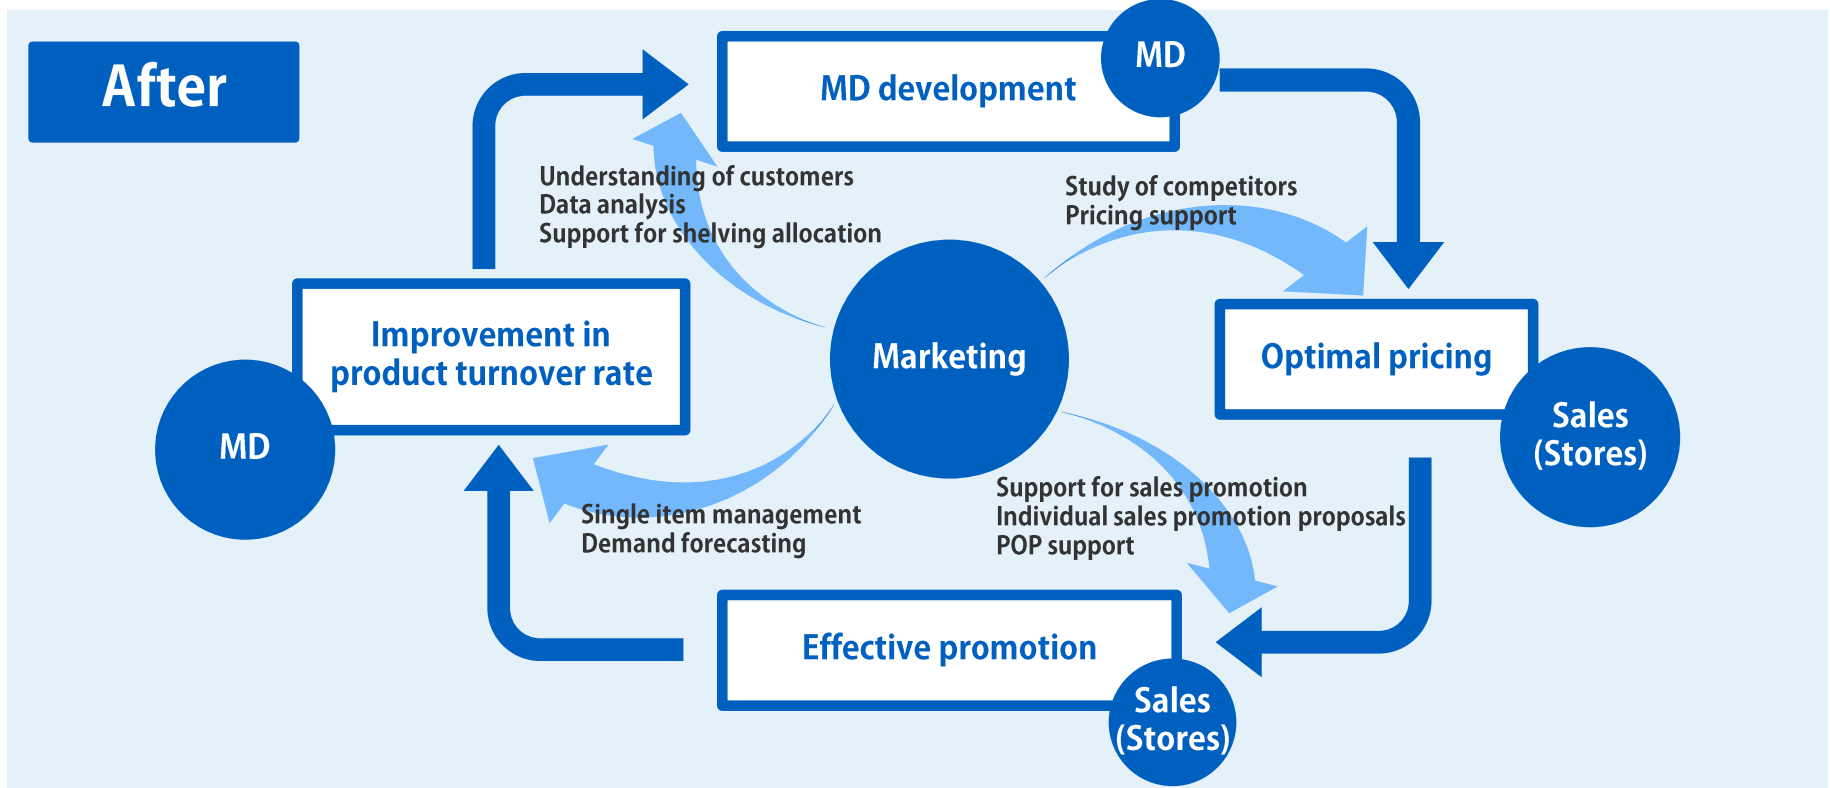 After
MD development
MD
Understanding of customers
Data analysis
Support for shelving allocation
Study of competitors
Pricing support
Improvement in
product turnover rate
MD
Marketing
Optimal pricing
Sales
(Stores)
Single item management
Demand forecasting
Support for sales promotion
Individual sales promotion proposals
POP support
Effective promotion
Sales
(Stores)